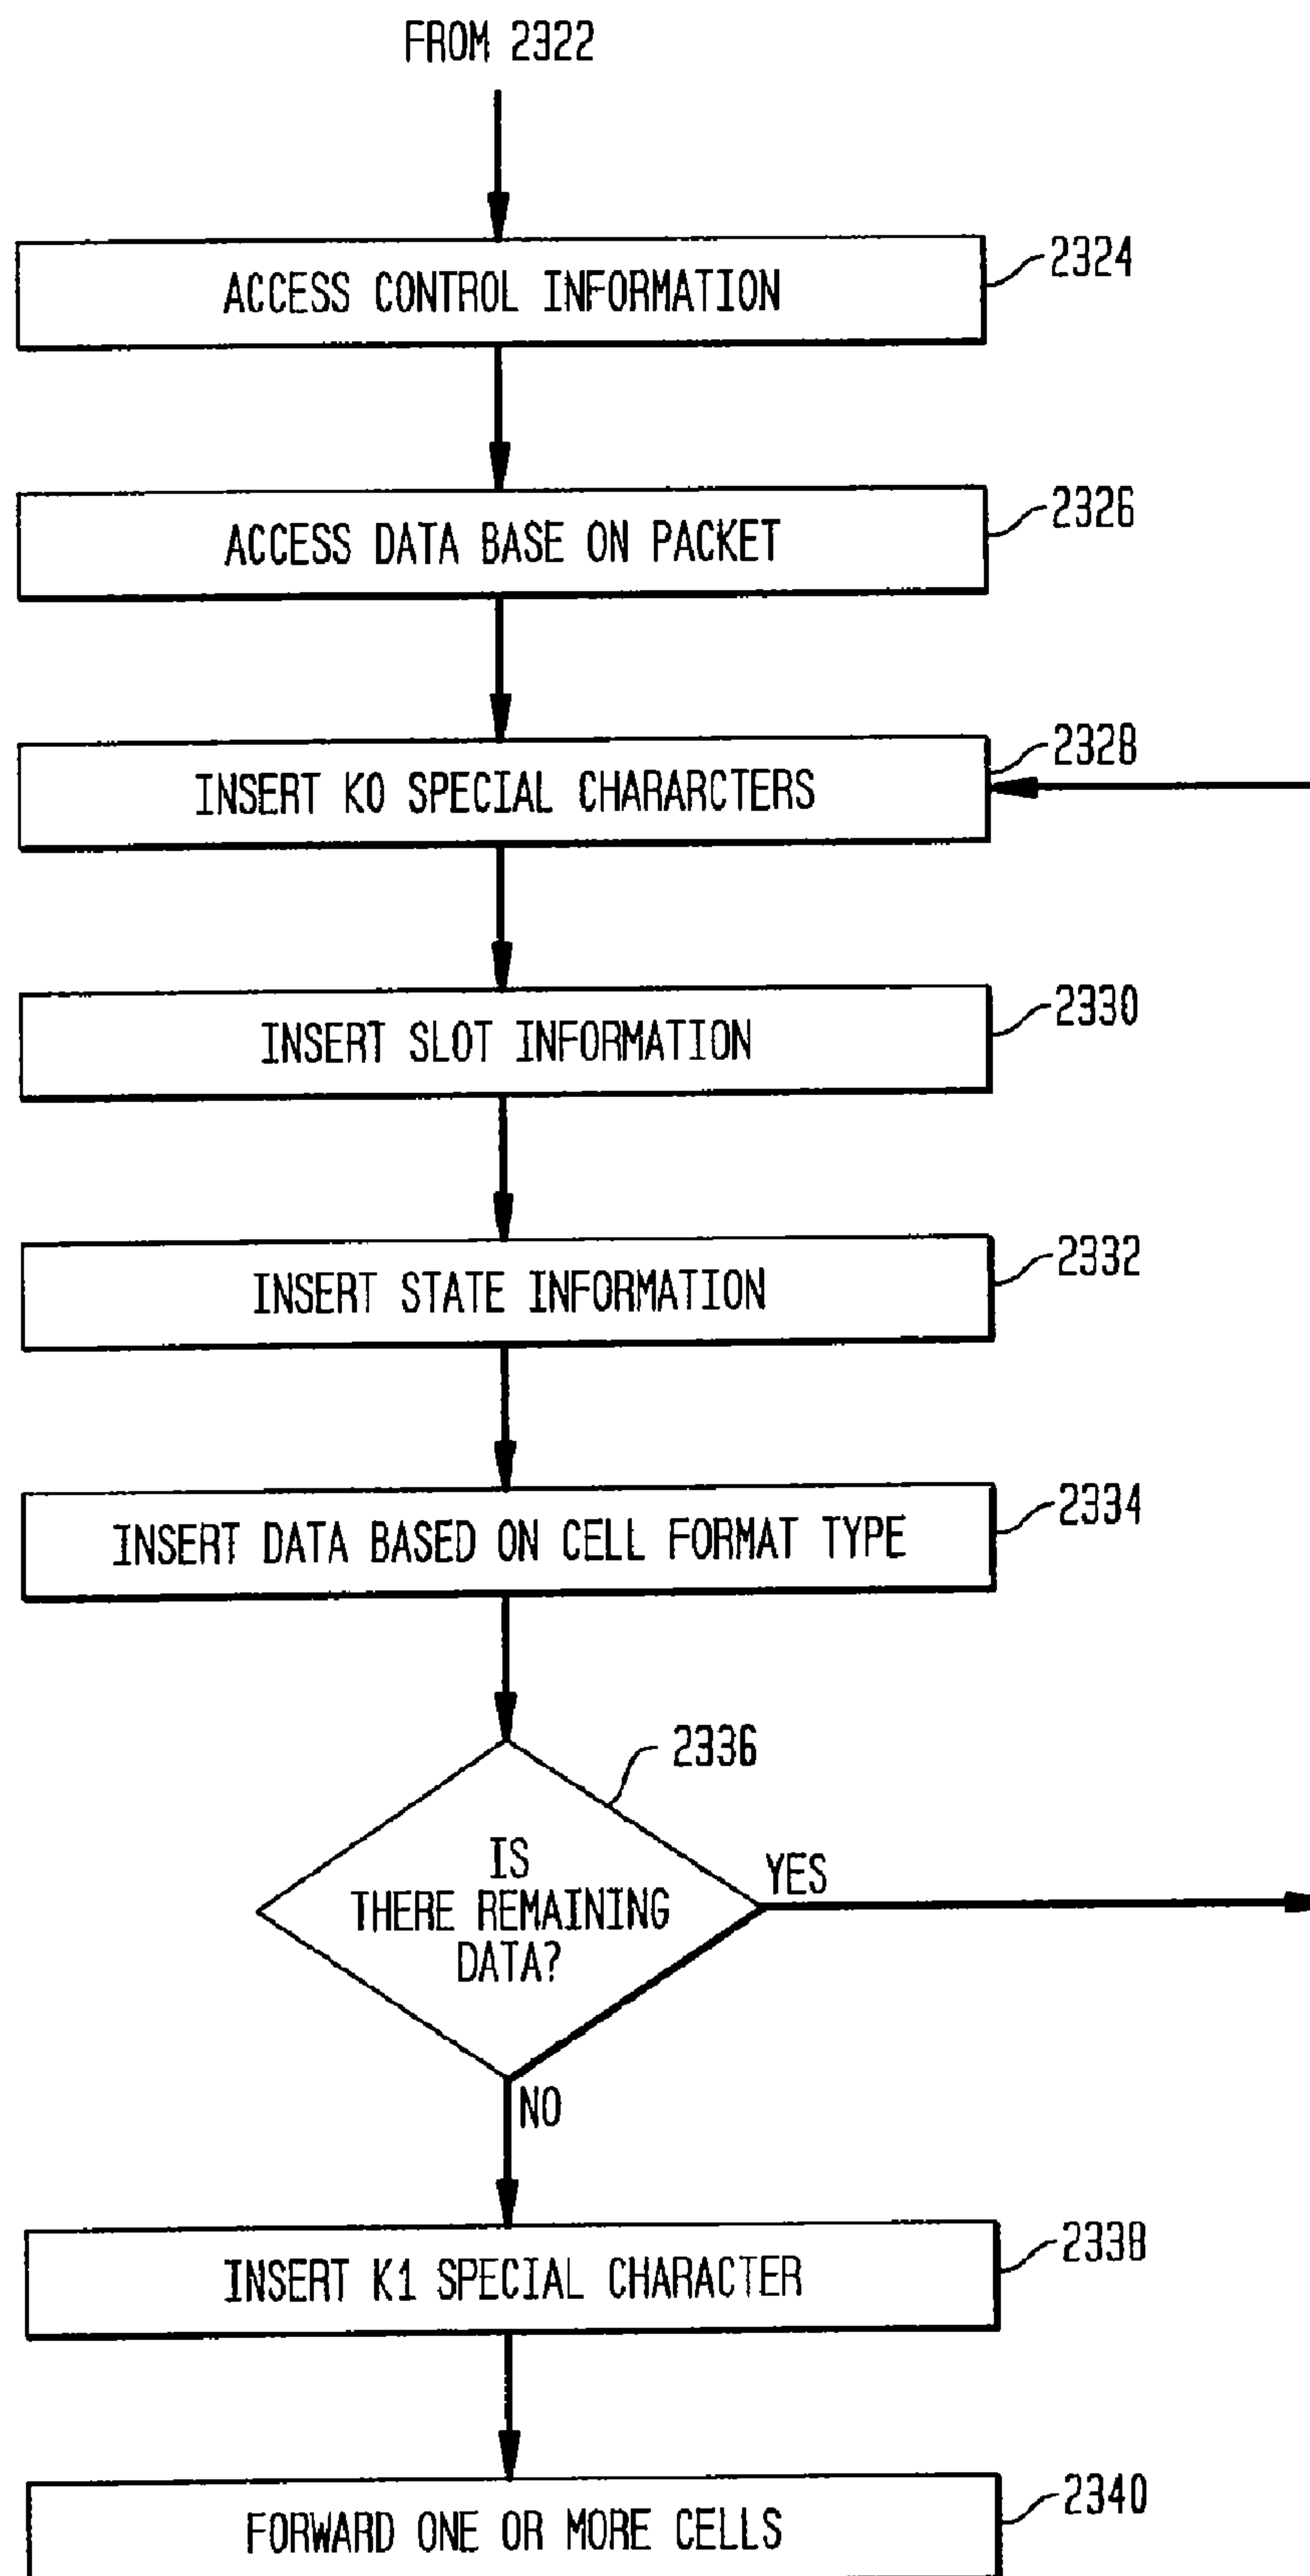 FROM 2322
ACCESS CONTROL INFORMATION
2324
ACCESS DATA BASE ON PACKET
2326
INSERT K0 SPECIAL CHARARCTERS
2328
INSERT SLOT INFORMATION
2330
INSERT STATE INFORMATION
2332
INSERT DATA BASED ON CELL FORMAT TYPE
2334
2336
IS
THERE REMAINING
DATA?
YES
NO
INSERT K1 SPECIAL CHARACTER
2338
FORWARD ONE OR MORE CELLS
2340